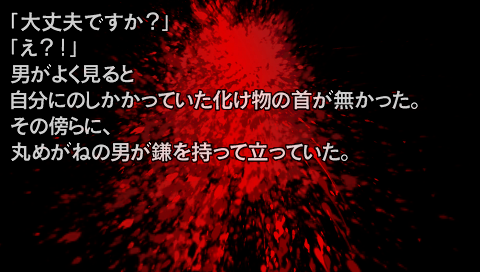 「大丈夫ですか？」
「え？！」
男がよく見ると
自分にのしかかっていた化け物の首が無かった。
その傍らに、
丸めがねの男が鎌を持って立っていた。